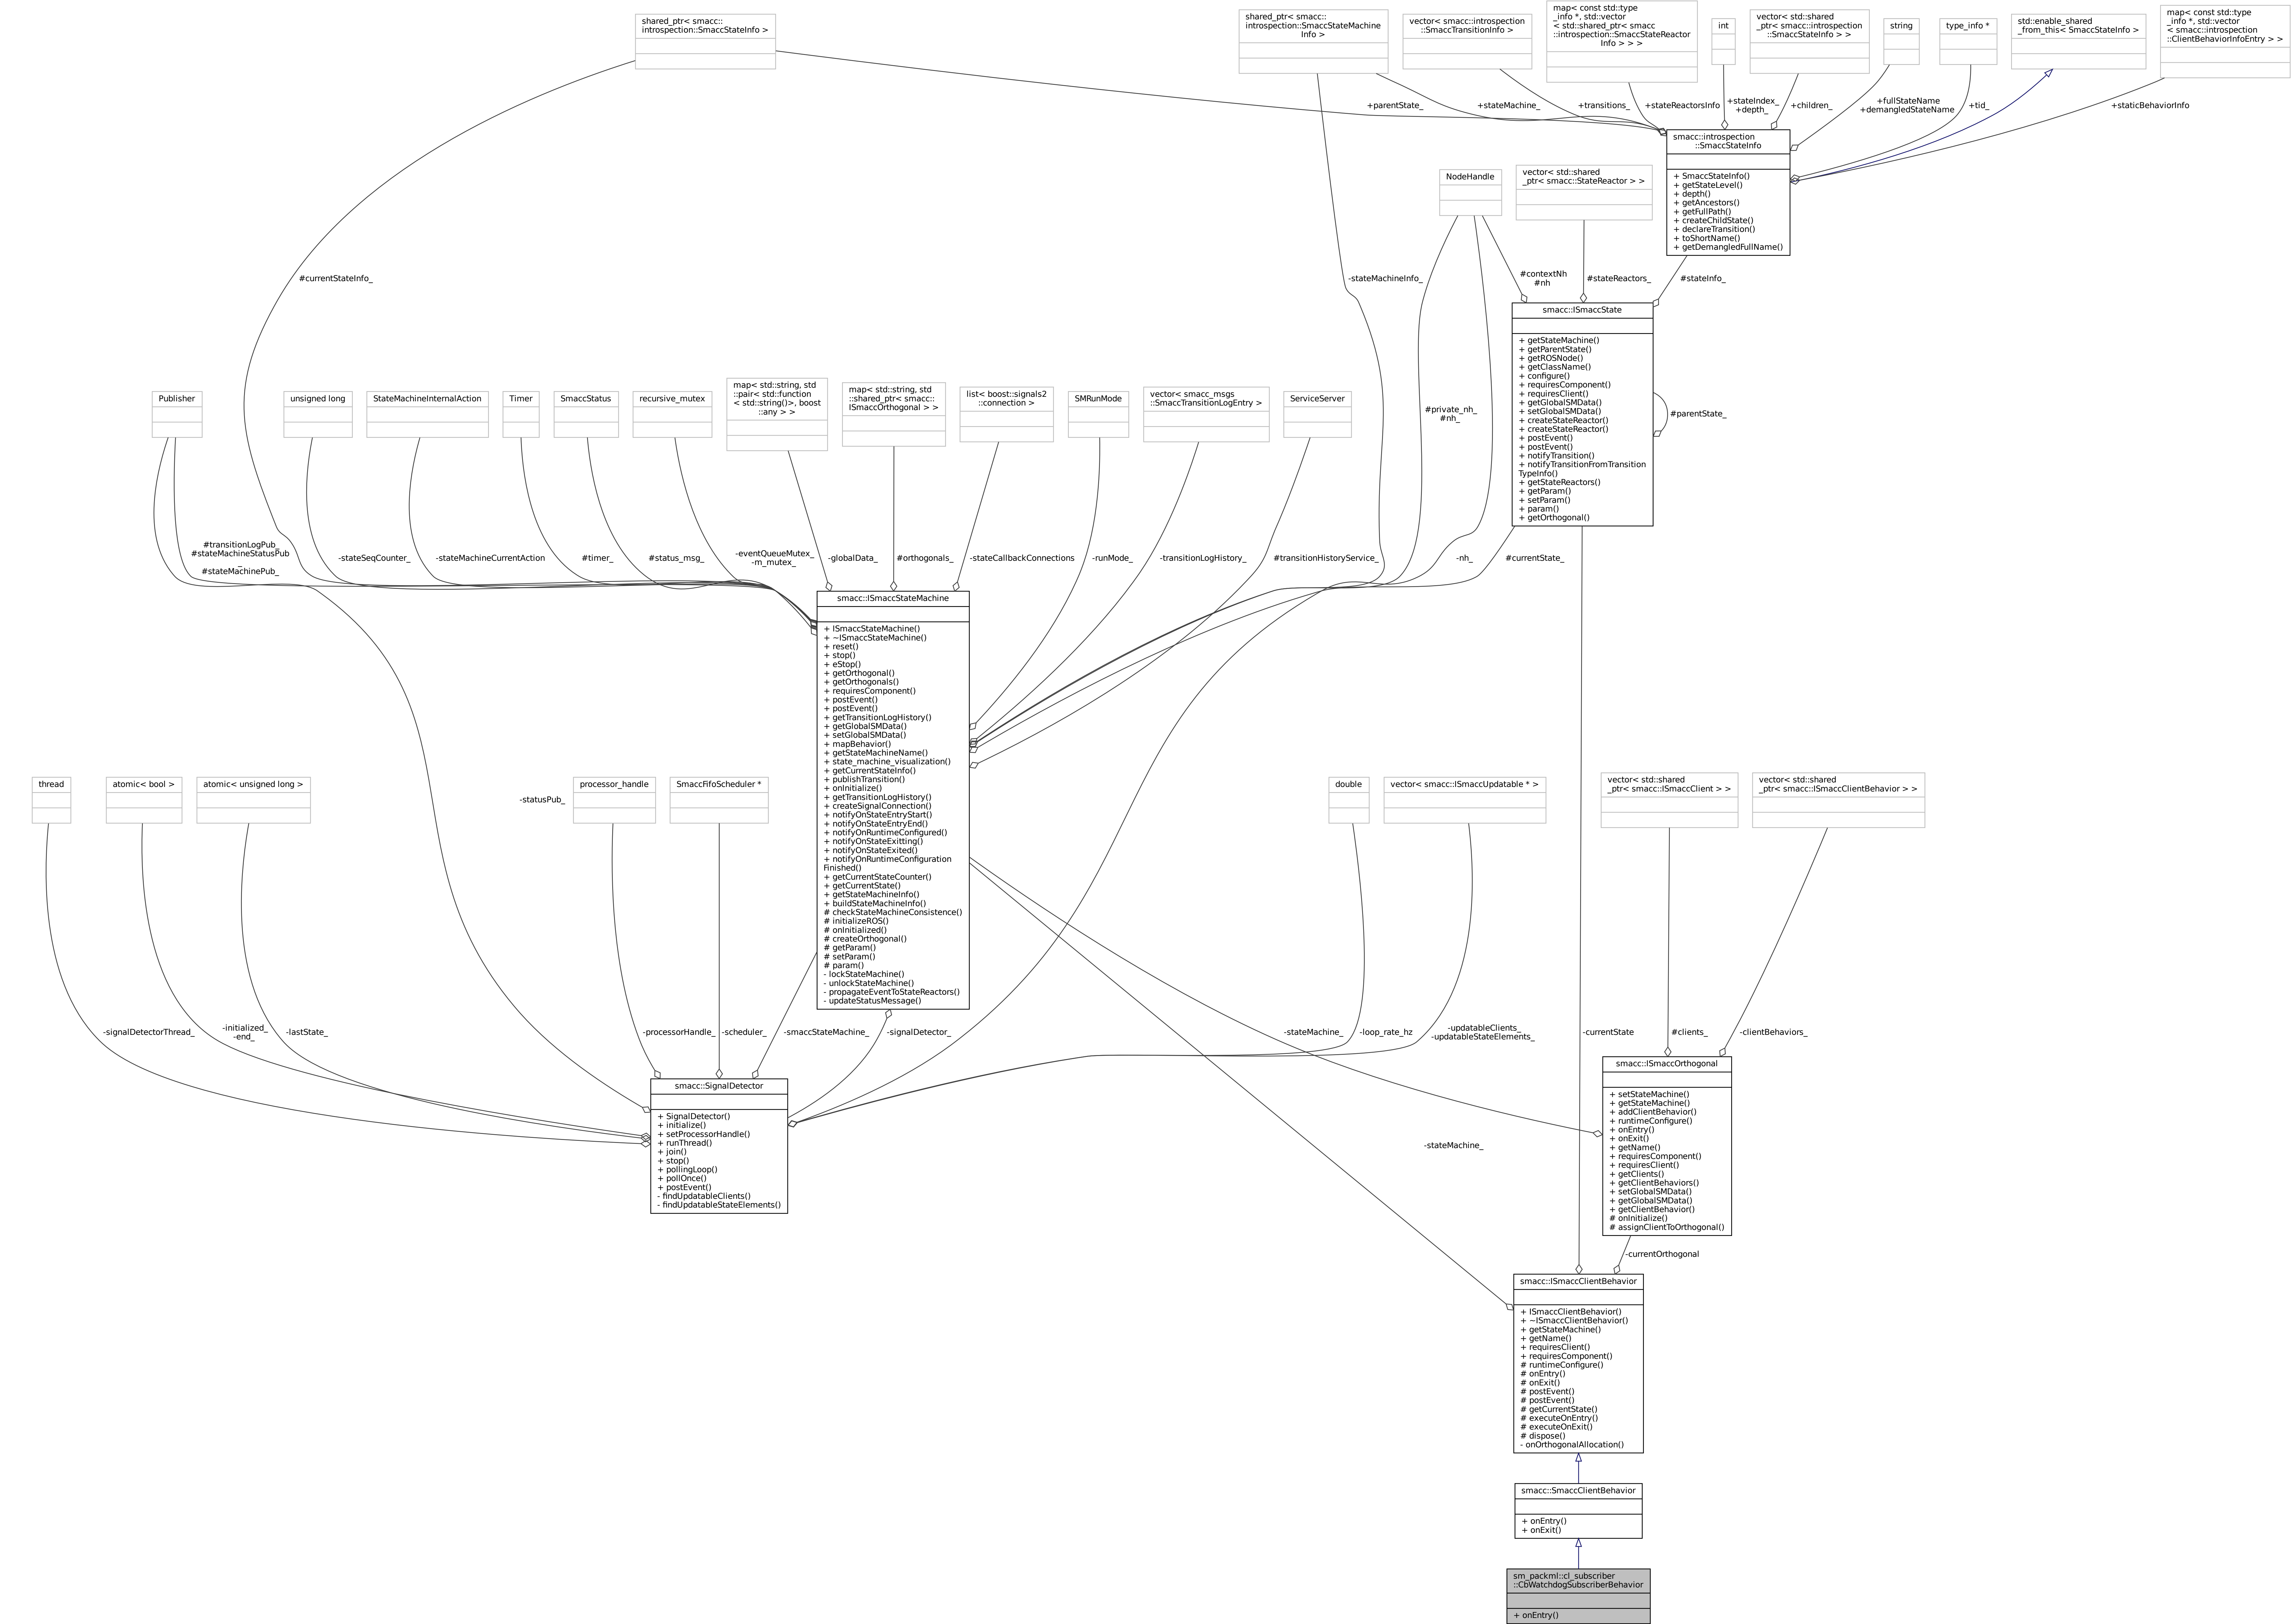 shared_ptr< smacc::
introspection::SmaccStateInfo >
shared_ptr< smacc::
introspection::SmaccStateMachine
Info >
vector< smacc::introspection
::SmaccTransitionInfo >
map< const std::type
_info *, std::vector
< std::shared_ptr< smacc
::introspection::SmaccStateReactor
Info > > >
int
vector< std::shared
_ptr< smacc::introspection
::SmaccStateInfo > >
string
type_info *
std::enable_shared
_from_this< SmaccStateInfo >
map< const std::type
_info *, std::vector
< smacc::introspection
::ClientBehaviorInfoEntry > >
+parentState_
+stateMachine_
+transitions_
+stateReactorsInfo
+stateIndex_
+depth_
+children_
+fullStateName
+demangledStateName
+tid_
+staticBehaviorInfo
smacc::introspection
::SmaccStateInfo
+ SmaccStateInfo()
+ getStateLevel()
+ depth()
+ getAncestors()
+ getFullPath()
+ createChildState()
+ declareTransition()
+ toShortName()
+ getDemangledFullName()
NodeHandle
vector< std::shared
_ptr< smacc::StateReactor > >
#currentStateInfo_
-stateMachineInfo_
#contextNh
#nh
#stateReactors_
#stateInfo_
smacc::ISmaccState
+ getStateMachine()
+ getParentState()
+ getROSNode()
+ getClassName()
+ configure()
+ requiresComponent()
+ requiresClient()
+ getGlobalSMData()
+ setGlobalSMData()
+ createStateReactor()
+ createStateReactor()
+ postEvent()
+ postEvent()
+ notifyTransition()
+ notifyTransitionFromTransition
TypeInfo()
+ getStateReactors()
+ getParam()
+ setParam()
+ param()
+ getOrthogonal()
#parentState_
Publisher
unsigned long
StateMachineInternalAction
Timer
SmaccStatus
recursive_mutex
map< std::string, std
::pair< std::function
< std::string()>, boost
::any > >
map< std::string, std
::shared_ptr< smacc::
ISmaccOrthogonal > >
list< boost::signals2
::connection >
SMRunMode
vector< smacc_msgs
::SmaccTransitionLogEntry >
ServiceServer
#private_nh_
#nh_
#transitionLogPub_
#stateMachineStatusPub
_
#stateMachinePub_
-stateSeqCounter_
-stateMachineCurrentAction
#timer_
#status_msg_
-eventQueueMutex_
-m_mutex_
-globalData_
#orthogonals_
-stateCallbackConnections
-runMode_
-transitionLogHistory_
#transitionHistoryService_
-nh_
#currentState_
smacc::ISmaccStateMachine
+ ISmaccStateMachine()
+ ~ISmaccStateMachine()
+ reset()
+ stop()
+ eStop()
+ getOrthogonal()
+ getOrthogonals()
+ requiresComponent()
+ postEvent()
+ postEvent()
+ getTransitionLogHistory()
+ getGlobalSMData()
+ setGlobalSMData()
+ mapBehavior()
+ getStateMachineName()
+ state_machine_visualization()
+ getCurrentStateInfo()
+ publishTransition()
+ onInitialize()
+ getTransitionLogHistory()
+ createSignalConnection()
+ notifyOnStateEntryStart()
+ notifyOnStateEntryEnd()
+ notifyOnRuntimeConfigured()
+ notifyOnStateExitting()
+ notifyOnStateExited()
+ notifyOnRuntimeConfiguration
Finished()
+ getCurrentStateCounter()
+ getCurrentState()
+ getStateMachineInfo()
+ buildStateMachineInfo()
# checkStateMachineConsistence()
# initializeROS()
# onInitialized()
# createOrthogonal()
# getParam()
# setParam()
# param()
- lockStateMachine()
- unlockStateMachine()
- propagateEventToStateReactors()
- updateStatusMessage()
thread
atomic< bool >
atomic< unsigned long >
-statusPub_
processor_handle
SmaccFifoScheduler *
double
vector< smacc::ISmaccUpdatable * >
vector< std::shared
_ptr< smacc::ISmaccClient > >
vector< std::shared
_ptr< smacc::ISmaccClientBehavior > >
-signalDetectorThread_
-initialized_
-end_
-lastState_
-processorHandle_
-scheduler_
-smaccStateMachine_
-signalDetector_
-stateMachine_
-loop_rate_hz
-updatableClients_
-updatableStateElements_
-currentState
#clients_
-clientBehaviors_
smacc::SignalDetector
+ SignalDetector()
+ initialize()
+ setProcessorHandle()
+ runThread()
+ join()
+ stop()
+ pollingLoop()
+ pollOnce()
+ postEvent()
- findUpdatableClients()
- findUpdatableStateElements()
smacc::ISmaccOrthogonal
+ setStateMachine()
+ getStateMachine()
+ addClientBehavior()
+ runtimeConfigure()
+ onEntry()
+ onExit()
+ getName()
+ requiresComponent()
+ requiresClient()
+ getClients()
+ getClientBehaviors()
+ setGlobalSMData()
+ getGlobalSMData()
+ getClientBehavior()
# onInitialize()
# assignClientToOrthogonal()
-stateMachine_
-currentOrthogonal
smacc::ISmaccClientBehavior
+ ISmaccClientBehavior()
+ ~ISmaccClientBehavior()
+ getStateMachine()
+ getName()
+ requiresClient()
+ requiresComponent()
# runtimeConfigure()
# onEntry()
# onExit()
# postEvent()
# postEvent()
# getCurrentState()
# executeOnEntry()
# executeOnExit()
# dispose()
- onOrthogonalAllocation()
smacc::SmaccClientBehavior
+ onEntry()
+ onExit()
sm_packml::cl_subscriber
::CbWatchdogSubscriberBehavior
+ onEntry()